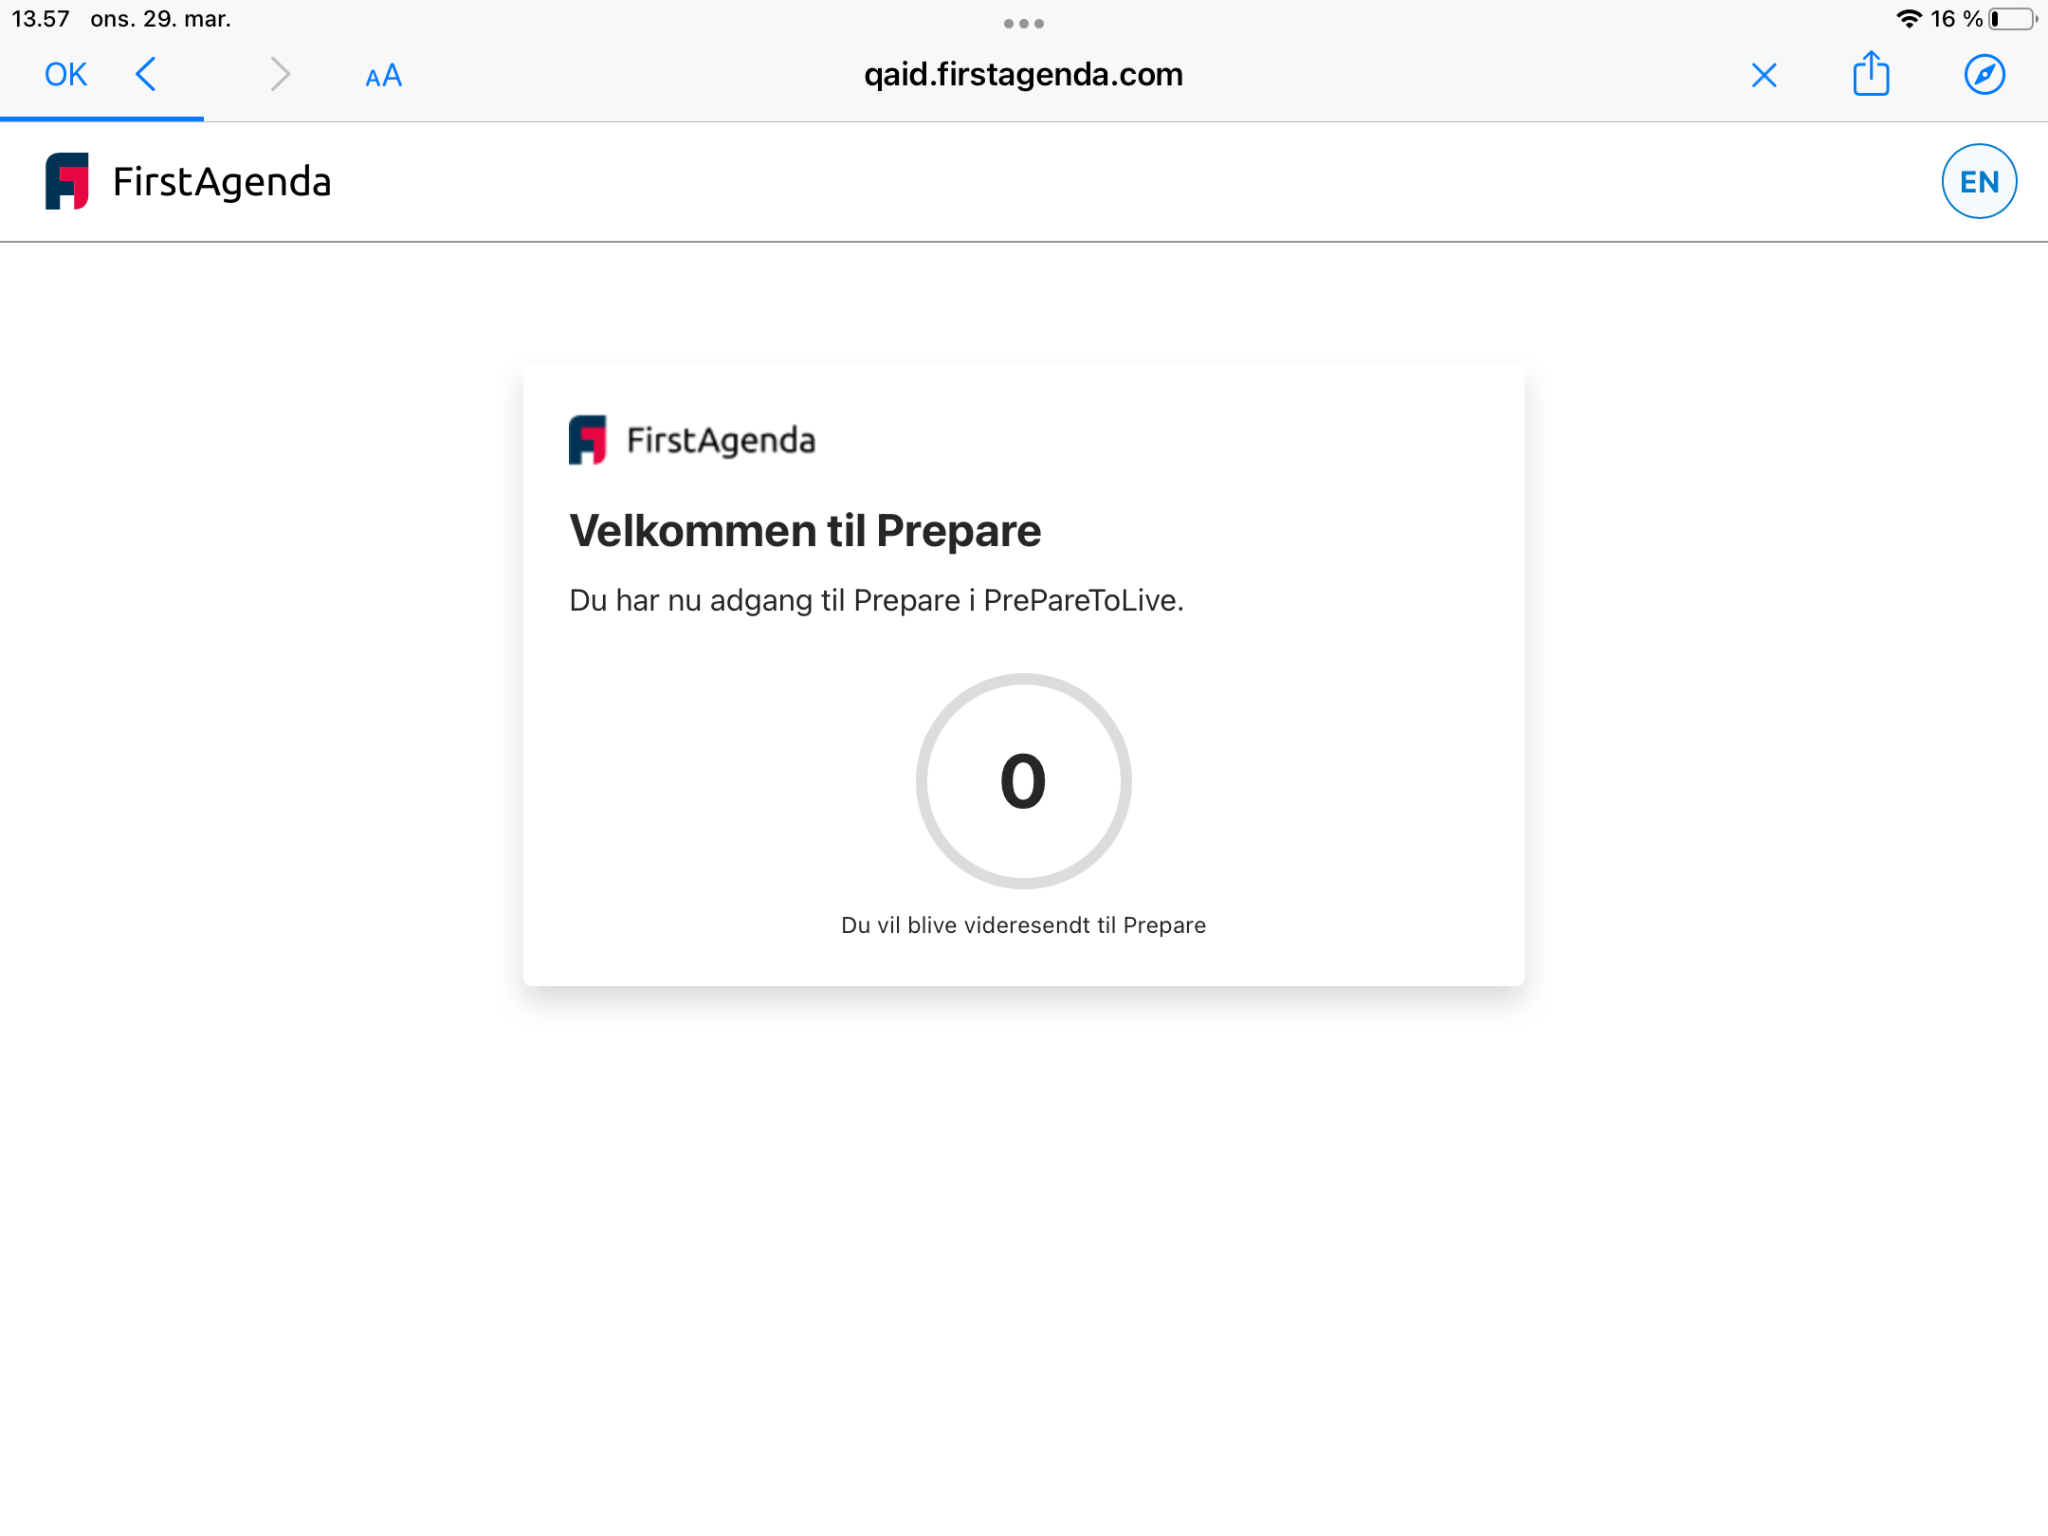 13.57 ons. 29. mar.
16 %
OK
AA
qaid.firstagenda.com
FirstAgenda
EN
FirstAgenda
Velkommen til Prepare
Du har nu adgang til Prepare i PrePareToLive.
0
Du vil blive videresendt til Prepare